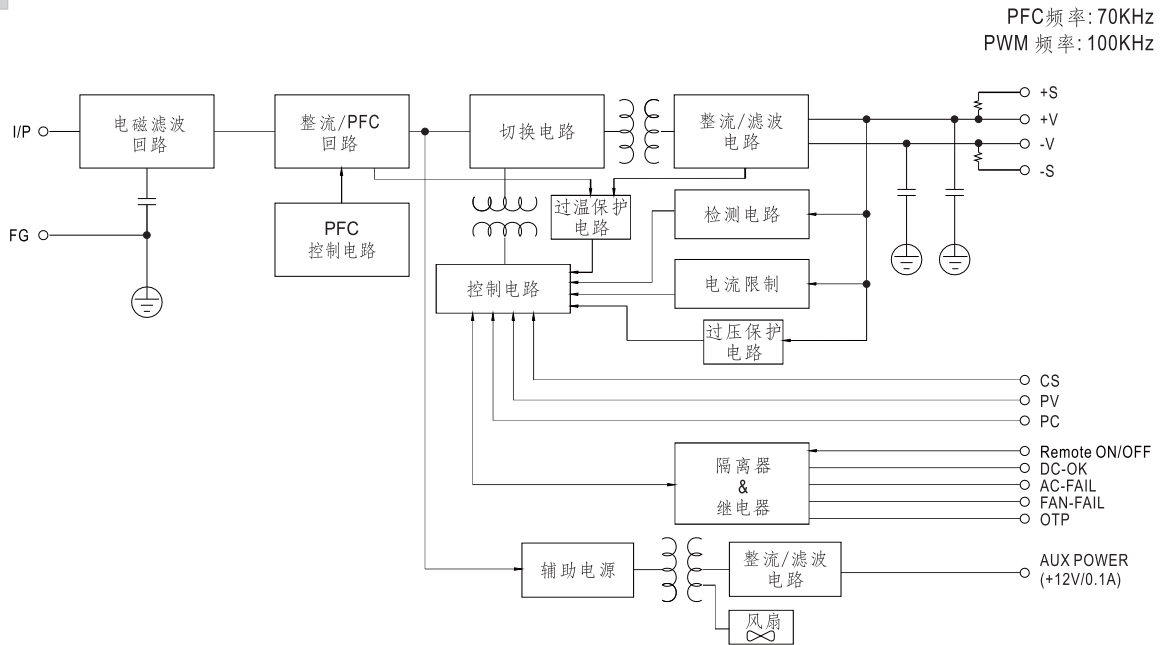 PFC频率: 70KHz
PWM 频率: 100KHz
I/P
电磁滤波
回路
整流/PFC
回路
切换电路
整流/滤波
电路
+S
+V
-V
-S
FG
PFC
控制电路
过温保护
电路
检测电路
控制电路
电流限制
过压保护
电路
CS
PV
PC
隔离器
&
继电器
Remote ON/OFF
DC-OK
AC-FAIL
FAN-FAIL
OTP
辅助电源
整流/滤波
电路
AUX POWER
(+12V/0.1A)
风扇